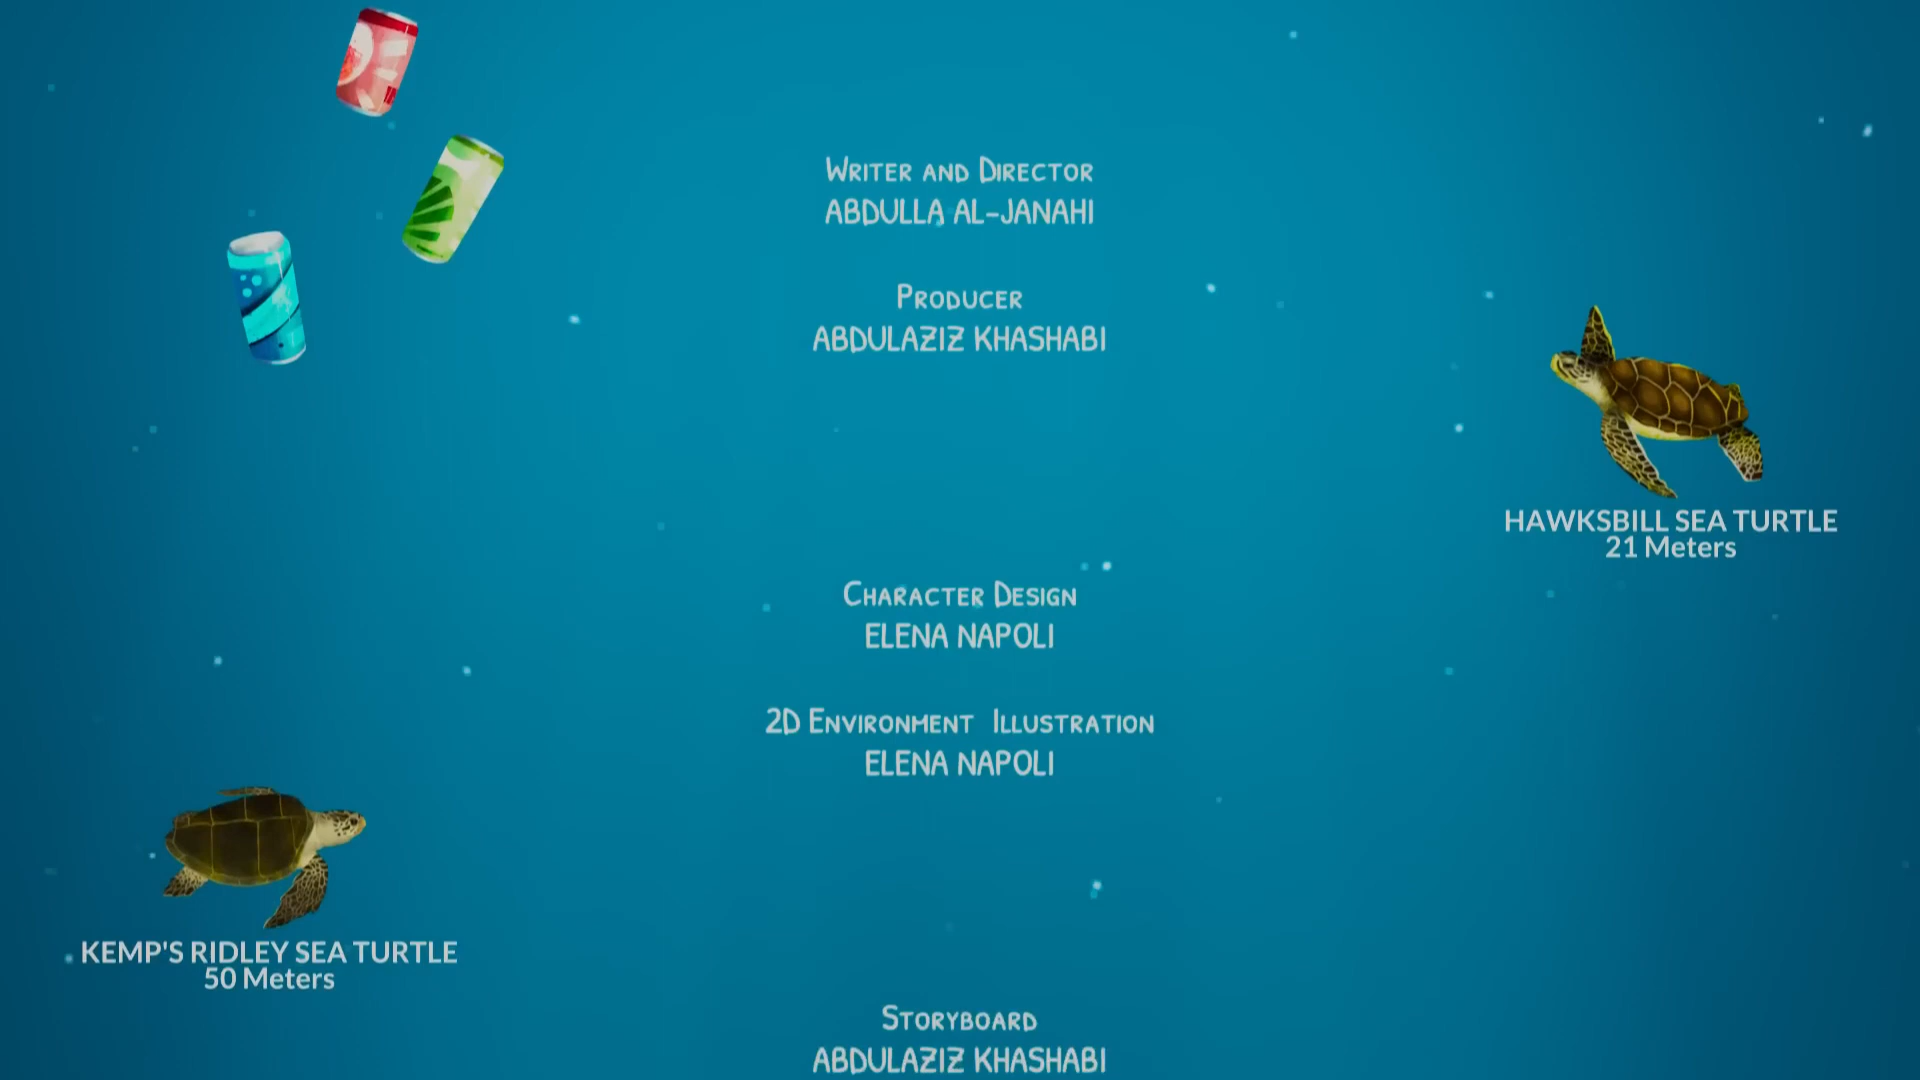 Writer and Director
ABDULLA AL-JANAHI
Producer
ABDULAZIZ KHASHABI
HAWKSBILL SEA TURTLE
21 Meters
Character Design
ELENA NAPOLI
2D Environment Illustration
ELENA NAPOLI
KEMP'S RIDLEY SEA TURTLE
50 Meters
Storyboard
ABDULAZIZ KHASHABI